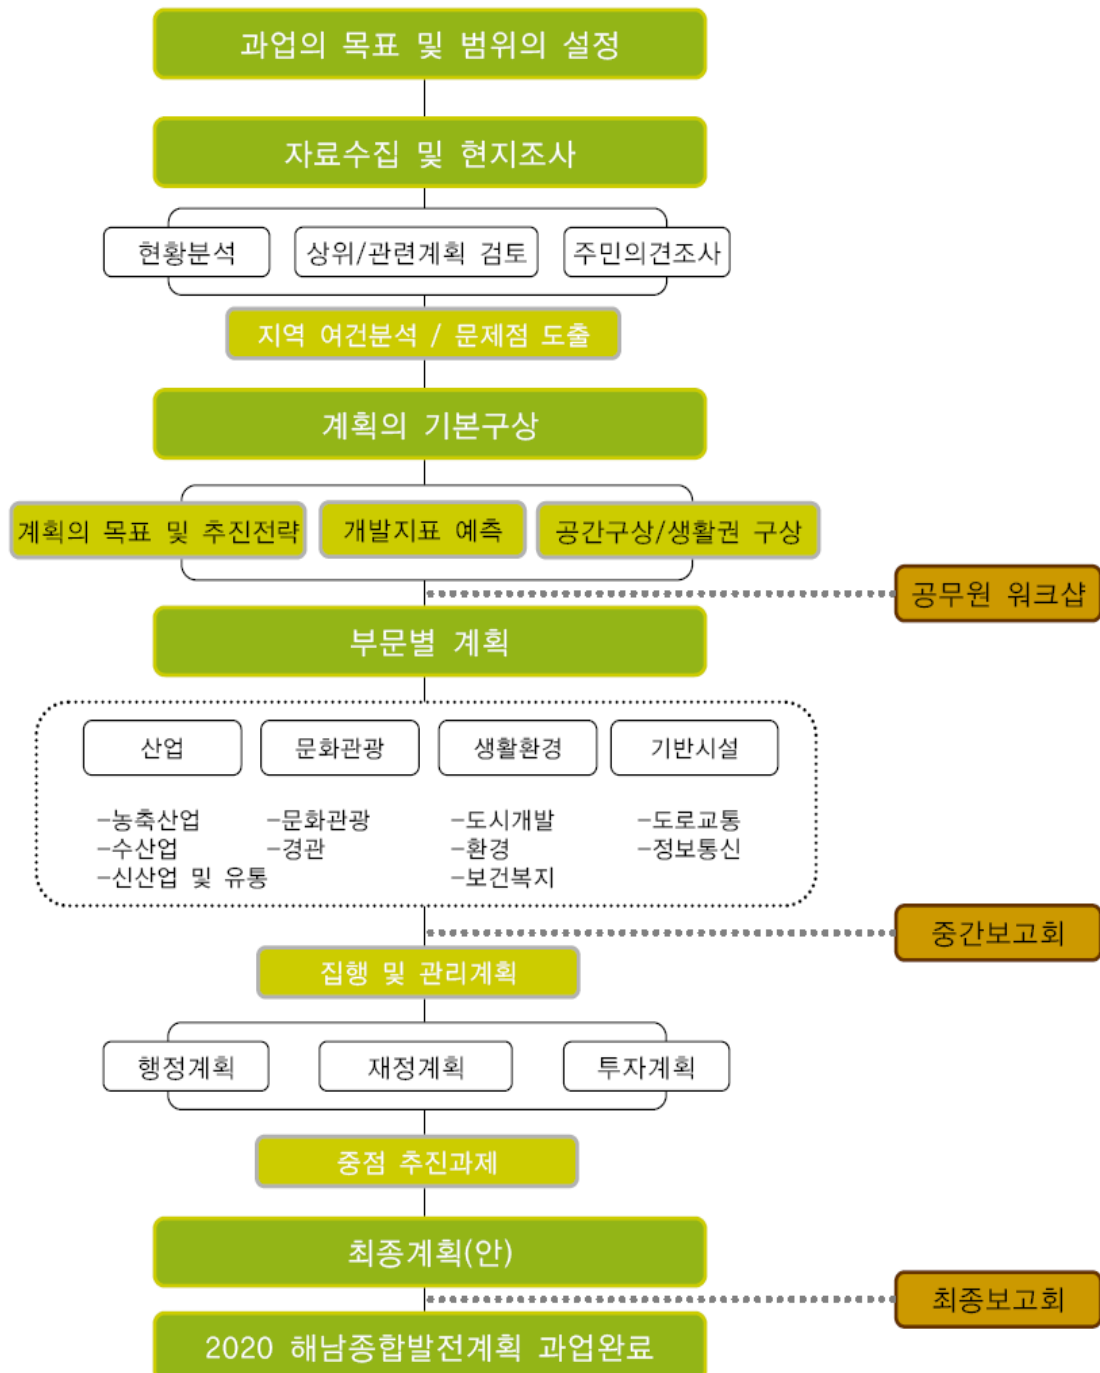 과업의 목표 및 범위의 설정
자료수집 및 현지조사
현황분석
상위/관련계획 검토
주민의견조사
지역 여건분석 / 문제점 도출
계획의 기본구상
계획의 목표 및 추진전략
개발지표 예측
공간구상/생활권 구상
공무원 워크샵
부문별 계획
산업
문화관광
생활환경
기반시설
-농축산업
-수산업
-신산업 및 유통
-문화관광
-경관
-도시개발
-환경
-보건복지
-도로교통
-정보통신
중간보고회
집행 및 관리계획
행정계획
재정계획
투자계획
중점 추진과제
최종계획(안)
최종보고회
2020 해남종합발전계획 과업완료